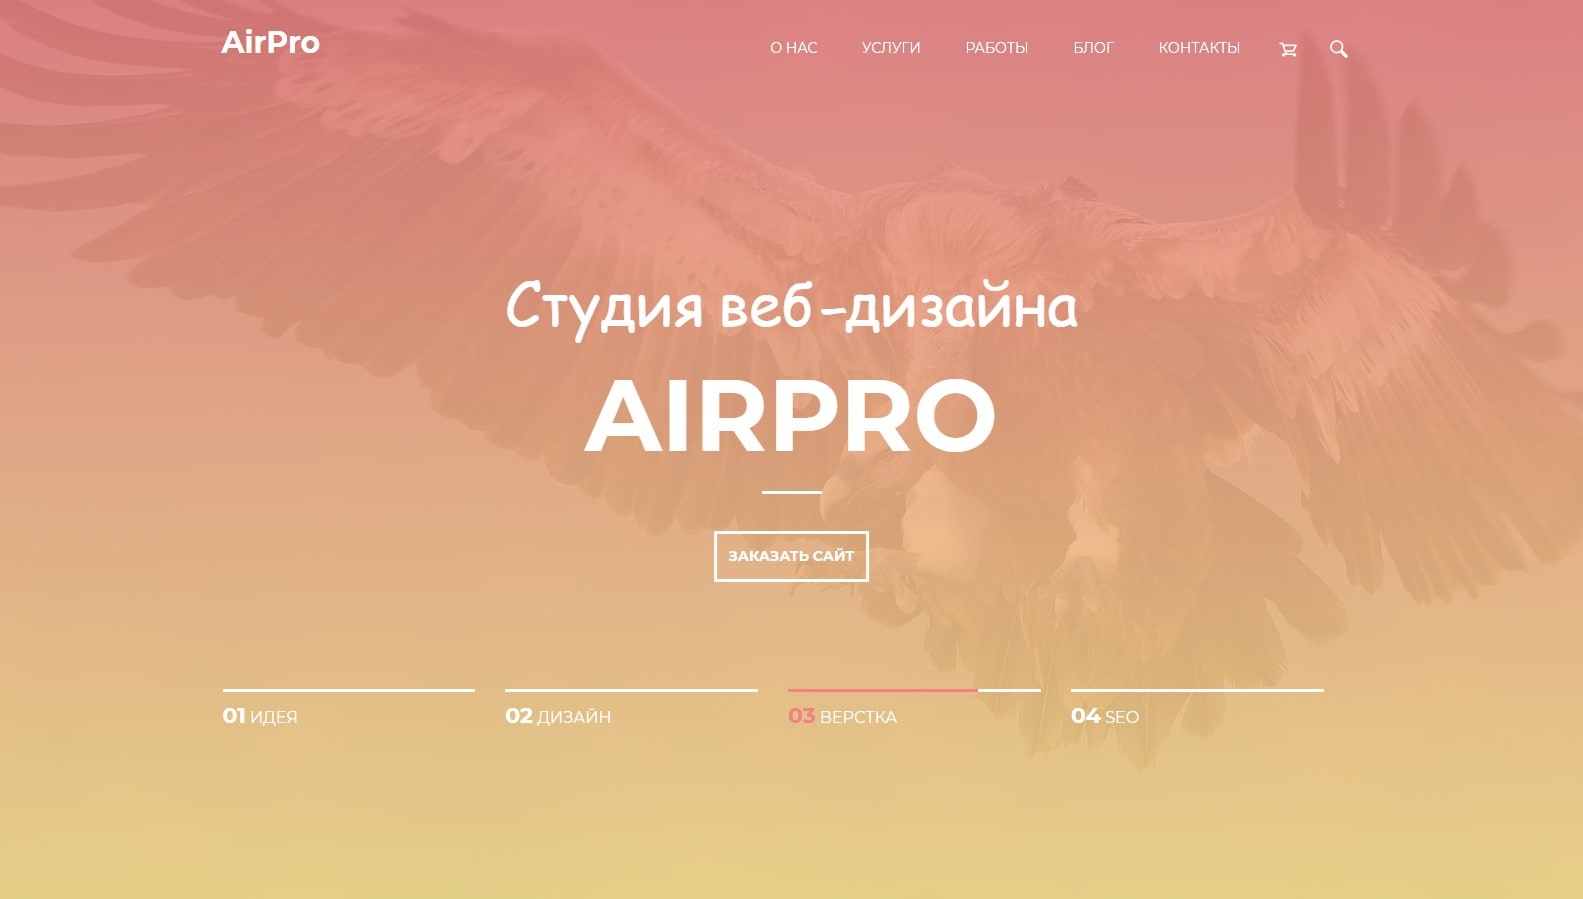 AirPro
О НАС УСЛУГИ РАБОТЫ БЛОГ КОНТАКТЫ
Студия веб-дизайна
AIRPRO
ЗАКАЗАТЬ САЙТ
01 ИДЕЯ 02 ДИЗАЙН 03 ВЕРСТКА 04 SEO